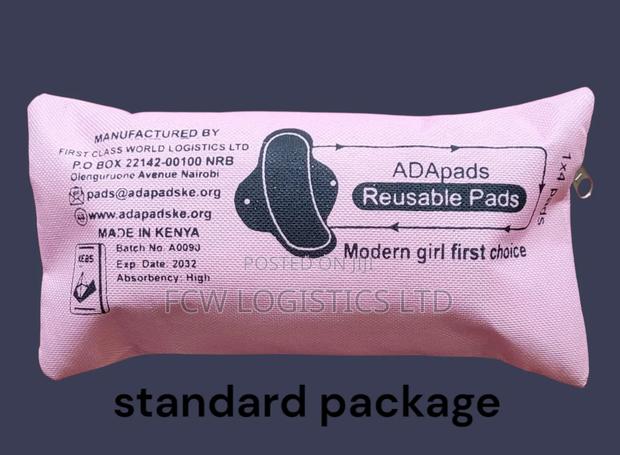 MANUFACTURED BY
FIRST CLASS WORLD LOGISTICS LTD
P.O BOX 22142-00100 NRB
Olenguruone Avenue Nairobi
pads@adapadske.org
www.adapadske.org
MADE IN KENYA
Batch No. A0090
Exp. Date: 2032
Absorbency: High
KEBS
ADApads
Reusable Pads
1x4 pads
Modern girl first choice
POSTED ON JIJI
FCW LOGISTICS LTD
standard package